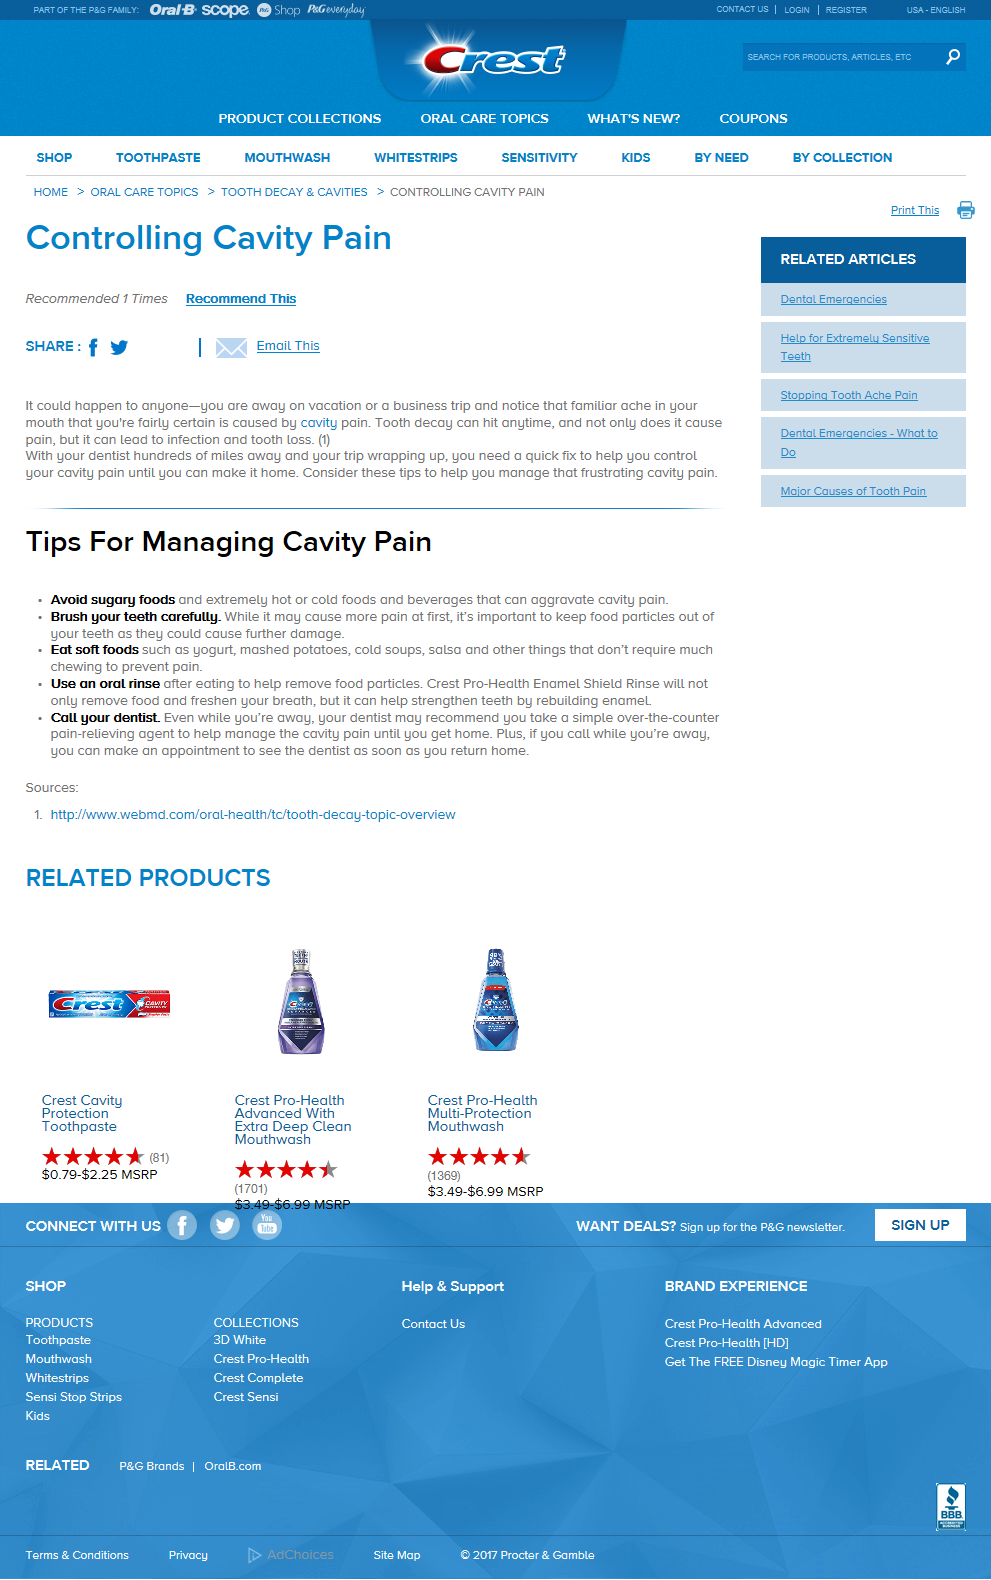 PART OF THE P&G FAMILY: Oral-B scope P&G Shop P&G everyday
CONTACT US | LOGIN | REGISTER USA - ENGLISH
Crest
SEARCH FOR PRODUCTS, ARTICLES, ETC
PRODUCT COLLECTIONS ORAL CARE TOPICS WHAT'S NEW? COUPONS
SHOP TOOTHPASTE MOUTHWASH WHITESTRIPS SENSITIVITY KIDS BY NEED BY COLLECTION
HOME > ORAL CARE TOPICS > TOOTH DECAY & CAVITIES > CONTROLLING CAVITY PAIN
Print This
Controlling Cavity Pain
Recommended 1 Times Recommend This
SHARE : | Email This
It could happen to anyone—you are away on vacation or a business trip and notice that familiar ache in your
mouth that you're fairly certain is caused by cavity pain. Tooth decay can hit anytime, and not only does it cause
pain, but it can lead to infection and tooth loss. (1)
With your dentist hundreds of miles away and your trip wrapping up, you need a quick fix to help you control
your cavity pain until you can make it home. Consider these tips to help you manage that frustrating cavity pain.
RELATED ARTICLES
Dental Emergencies
Help for Extremely Sensitive
Teeth
Stopping Tooth Ache Pain
Dental Emergencies - What to
Do
Major Causes of Tooth Pain
Tips For Managing Cavity Pain
• Avoid sugary foods and extremely hot or cold foods and beverages that can aggravate cavity pain.
• Brush your teeth carefully. While it may cause more pain at first, it's important to keep food particles out of
your teeth as they could cause further damage.
• Eat soft foods such as yogurt, mashed potatoes, cold soups, salsa and other things that don't require much
chewing to prevent pain.
• Use an oral rinse after eating to help remove food particles. Crest Pro-Health Enamel Shield Rinse will not
only remove food and freshen your breath, but it can help strengthen teeth by rebuilding enamel.
• Call your dentist. Even while you're away, your dentist may recommend you take a simple over-the-counter
pain-relieving agent to help manage the cavity pain until you get home. Plus, if you call while you're away,
you can make an appointment to see the dentist as soon as you return home.
Sources:
1. http://www.webmd.com/oral-health/tc/tooth-decay-topic-overview
RELATED PRODUCTS
Crest CAVITY
Crest
Crest
Crest Cavity
Protection
Toothpaste
(81)
$0.79-$2.25 MSRP
Crest Pro-Health
Advanced With
Extra Deep Clean
Mouthwash
(1701)
$3.49-$6.99 MSRP
Crest Pro-Health
Multi-Protection
Mouthwash
(1369)
$3.49-$6.99 MSRP
CONNECT WITH US You Tube
WANT DEALS? Sign up for the P&G newsletter. SIGN UP
SHOP
PRODUCTS
Toothpaste
Mouthwash
Whitestrips
Sensi Stop Strips
Kids
COLLECTIONS
3D White
Crest Pro-Health
Crest Complete
Crest Sensi
Help & Support
Contact Us
BRAND EXPERIENCE
Crest Pro-Health Advanced
Crest Pro-Health [HD]
Get The FREE Disney Magic Timer App
RELATED P&G Brands | OralB.com
BBB
ACCREDITED
BUSINESS
Terms & Conditions Privacy AdChoices Site Map © 2017 Procter & Gamble